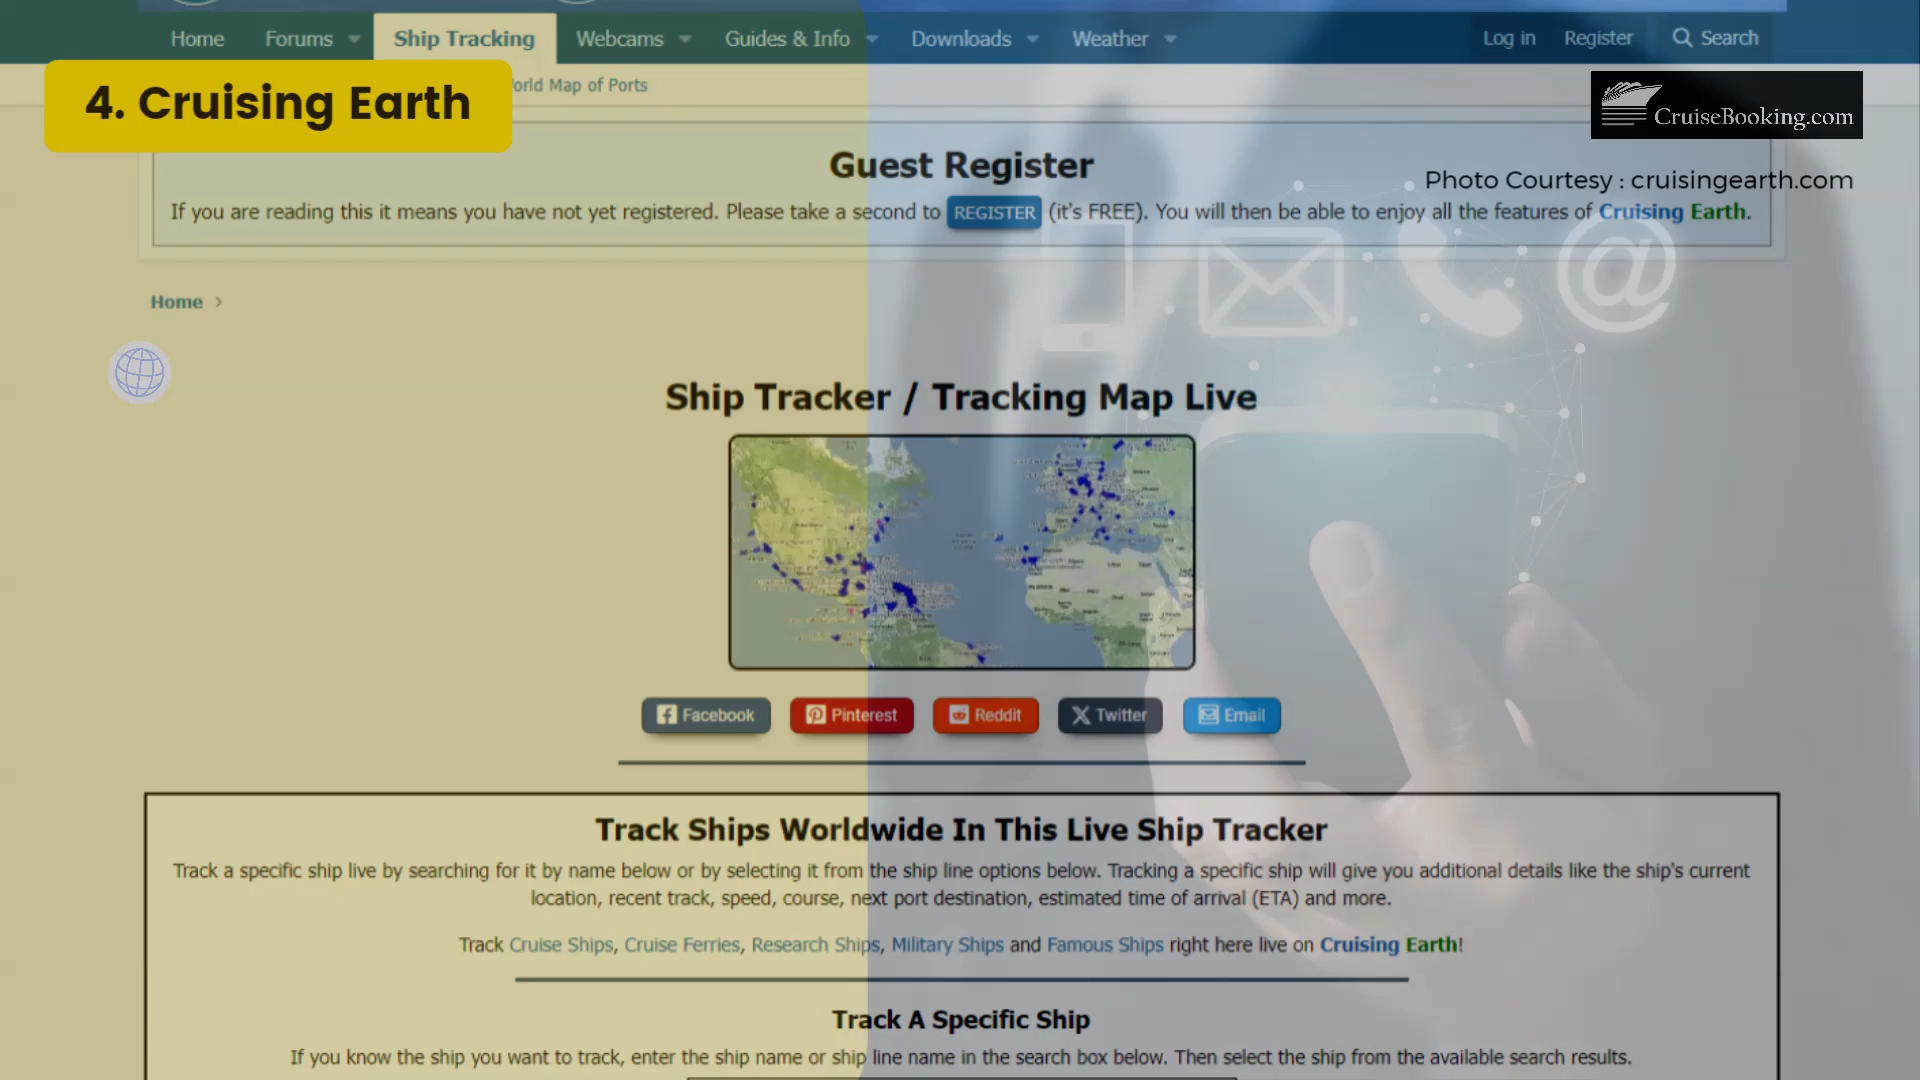 Home Forums Ship Tracking Webcams Guides & Info Downloads Weather Log in Register Search
orld Map of Ports
4. Cruising Earth
CruiseBooking.com
Guest Register
Photo Courtesy : cruisingearth.com
If you are reading this it means you have not yet registered. Please take a second to REGISTER (it's FREE). You will then be able to enjoy all the features of Cruising Earth.
Home
@
Ship Tracker / Tracking Map Live
Facebook Pinterest Reddit Twitter Email
Track Ships Worldwide In This Live Ship Tracker
Track a specific ship live by searching for it by name below or by selecting it from the ship line options below. Tracking a specific ship will give you additional details like the ship's current
location, recent track, speed, course, next port destination, estimated time of arrival (ETA) and more.
Track Cruise Ships, Cruise Ferries, Research Ships, Military Ships and Famous Ships right here live on Cruising Earth!
Track A Specific Ship
If you know the ship you want to track, enter the ship name or ship line name in the search box below. Then select the ship from the available search results.